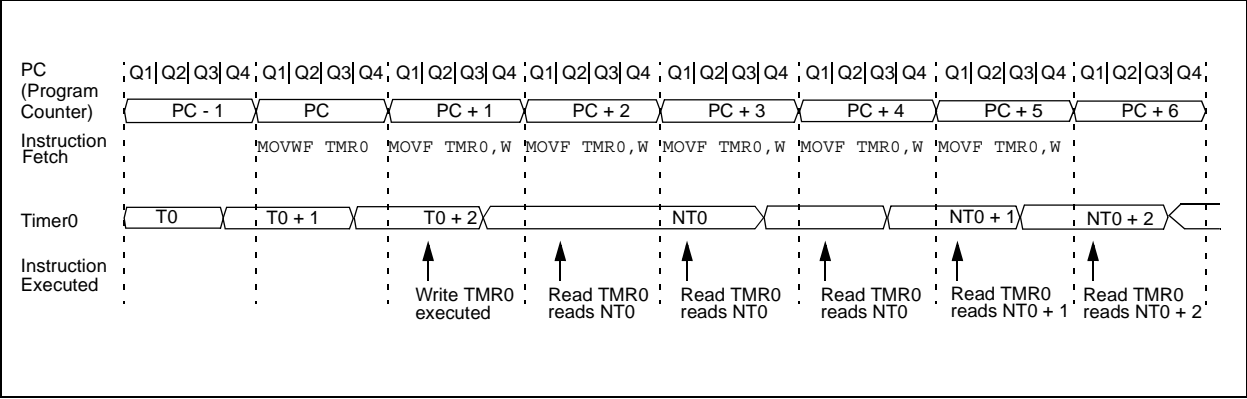 PC
(Program
Counter)
Q1 Q2 Q3 Q4 Q1 Q2 Q3 Q4 Q1 Q2 Q3 Q4 Q1 Q2 Q3 Q4 Q1 Q2 Q3 Q4 Q1 Q2 Q3 Q4 Q1 Q2 Q3 Q4 Q1 Q2 Q3 Q4
PC - 1 PC PC + 1 PC + 2 PC + 3 PC + 4 PC + 5 PC + 6
Instruction
Fetch
MOVWF TMR0 MOVF TMR0,W MOVF TMR0,W MOVF TMR0,W MOVF TMR0,W MOVF TMR0,W
Timer0
T0 T0 + 1 T0 + 2 NT0 NT0 + 1 NT0 + 2
Instruction
Executed
Write TMR0
executed
Read TMR0
reads NT0
Read TMR0
reads NT0
Read TMR0
reads NT0
Read TMR0
reads NT0 + 1
Read TMR0
reads NT0 + 2